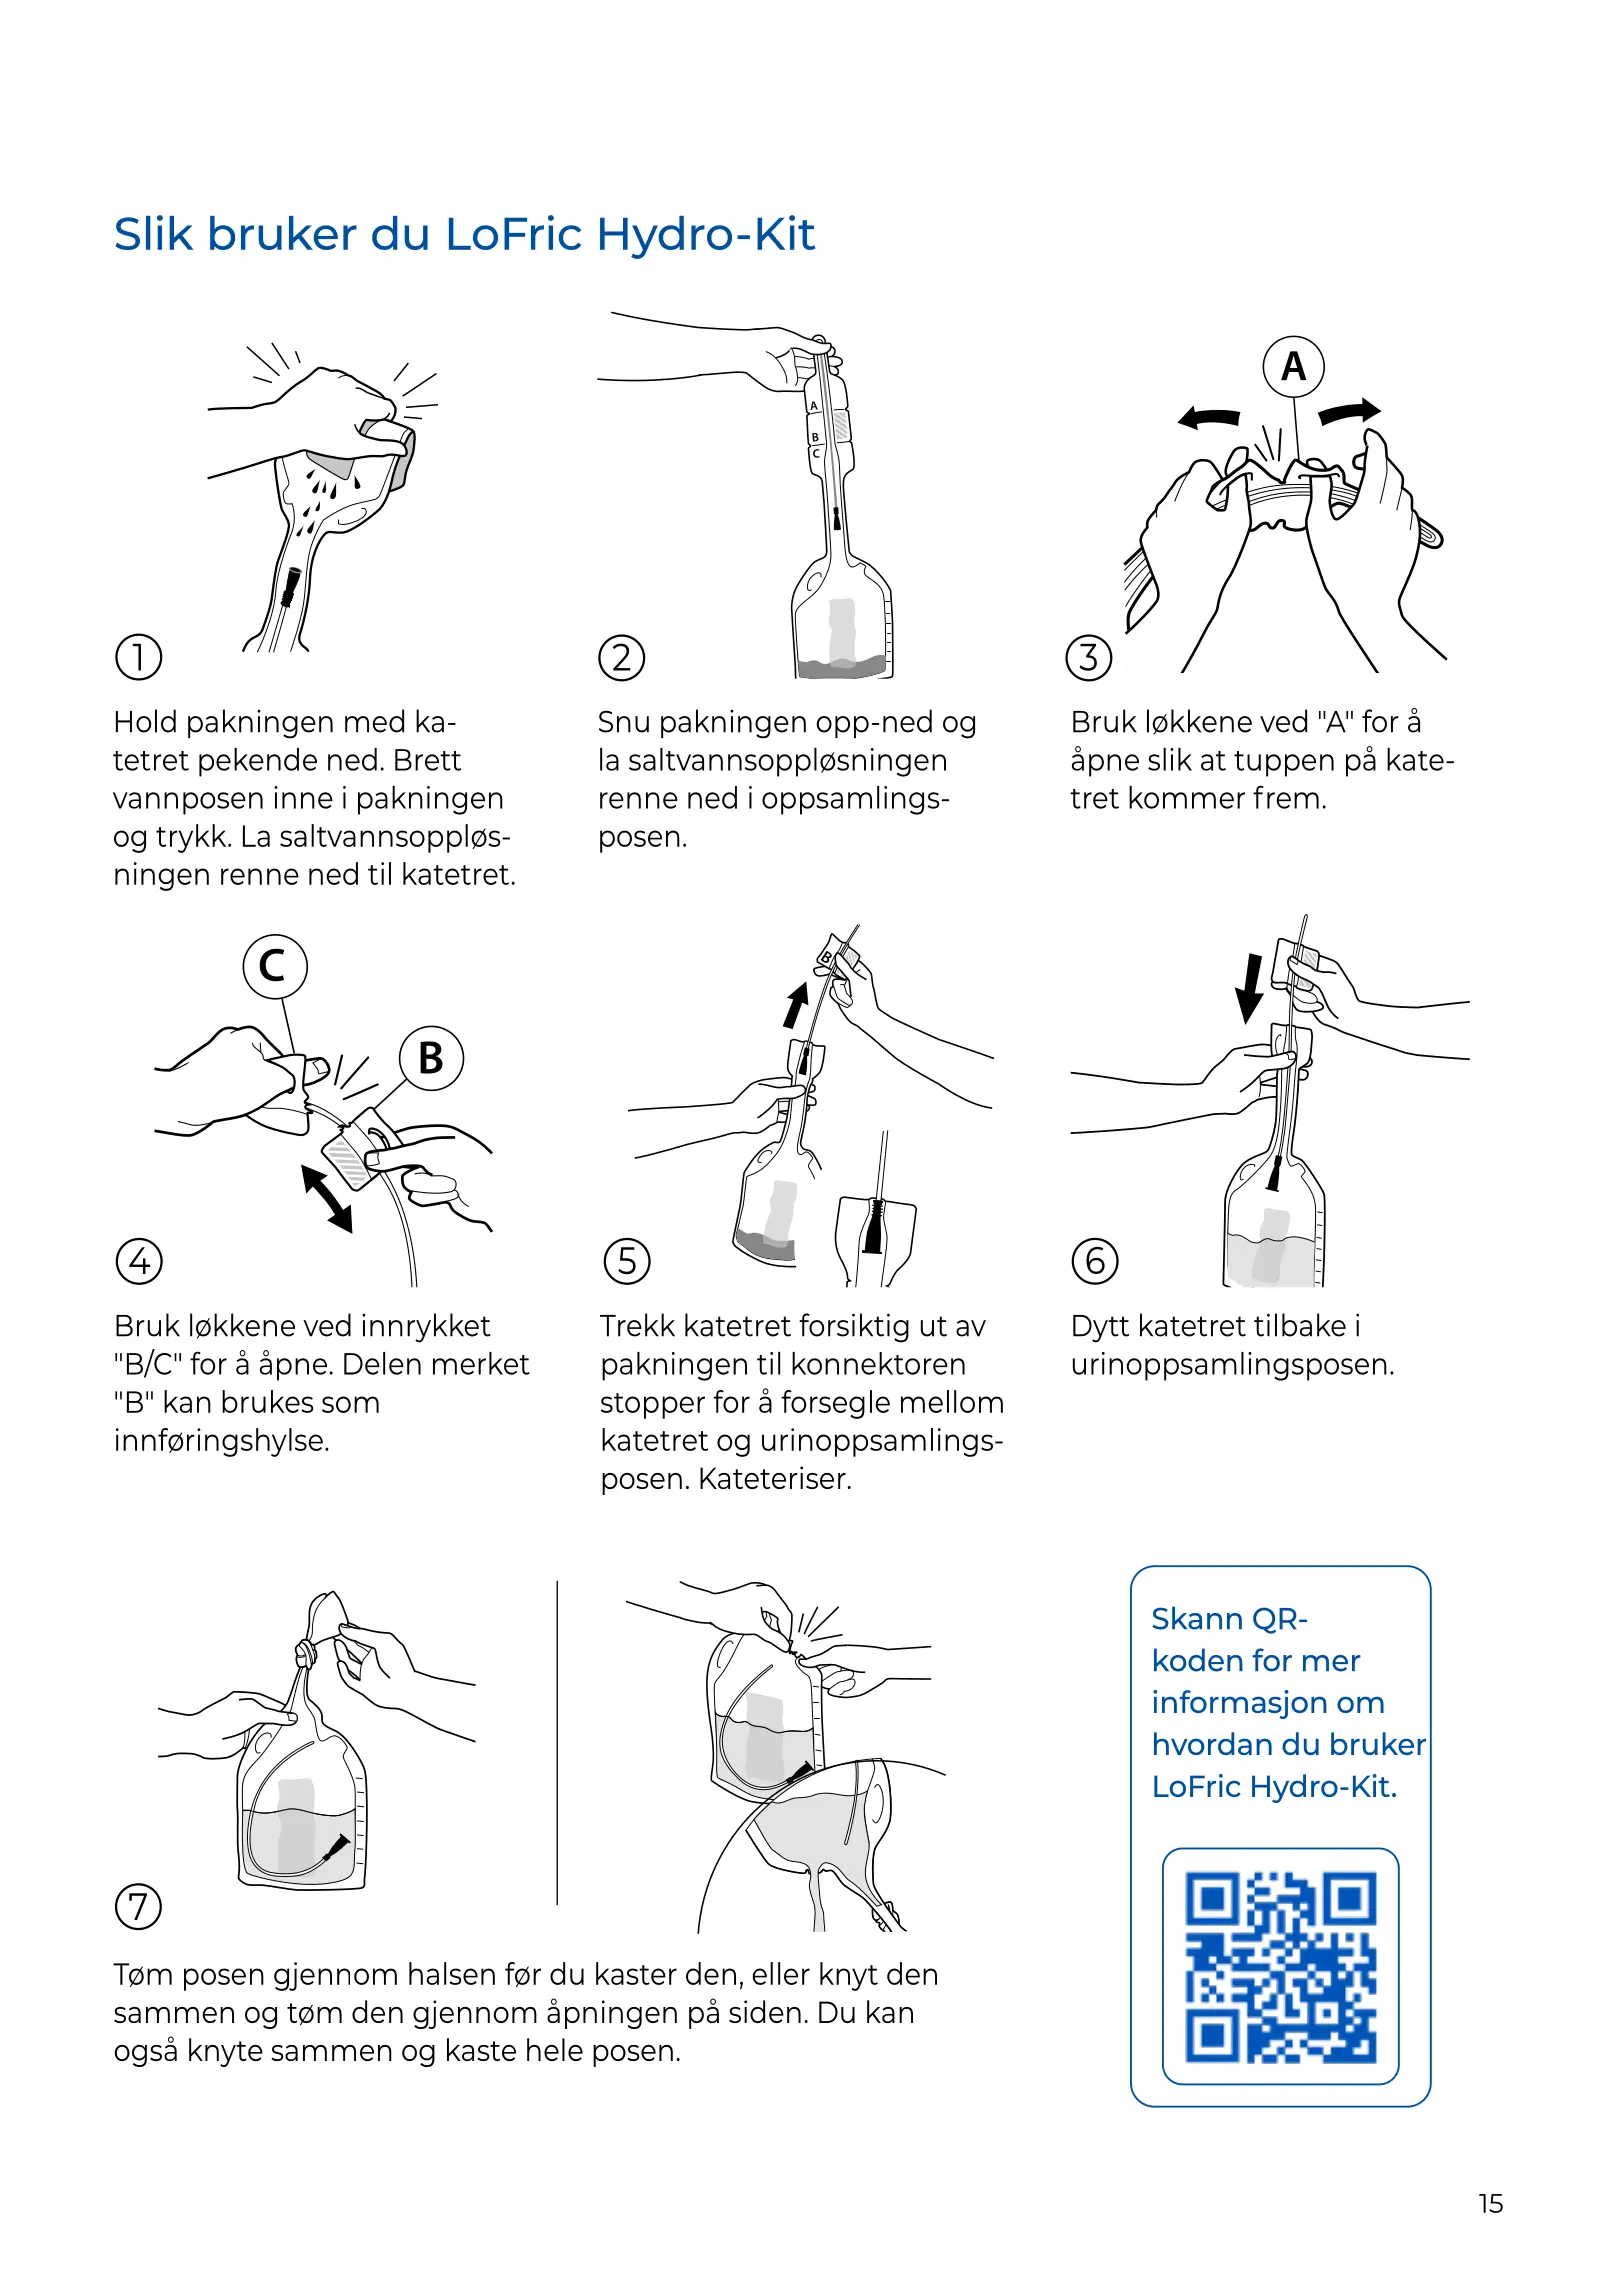 Slik bruker du LoFric Hydro-Kit
1
Hold pakningen med ka-
tetret pekende ned. Brett
vannposen inne i pakningen
og trykk. La saltvannsoppløs-
ningen renne ned til katetret.
A
B
C
2
Snu pakningen opp-ned og
la saltvannsoppløsningen
renne ned i oppsamlings-
posen.
A
3
Bruk løkkene ved "A" for å
åpne slik at tuppen på kate-
tret kommer frem.
C
B
4
Bruk løkkene ved innrykket
"B/C" for å åpne. Delen merket
"B" kan brukes som
innføringshylse.
B
5
Trekk katetret forsiktig ut av
pakningen til konnektoren
stopper for å forsegle mellom
katetret og urinoppsamlings-
posen. Kateteriser.
6
Dytt katetret tilbake i
urinoppsamlingsposen.
7
Tøm posen gjennom halsen før du kaster den, eller knyt den
sammen og tøm den gjennom åpningen på siden. Du kan
også knyte sammen og kaste hele posen.
Skann QR-
koden for mer
informasjon om
hvordan du bruker
LoFric Hydro-Kit.
15